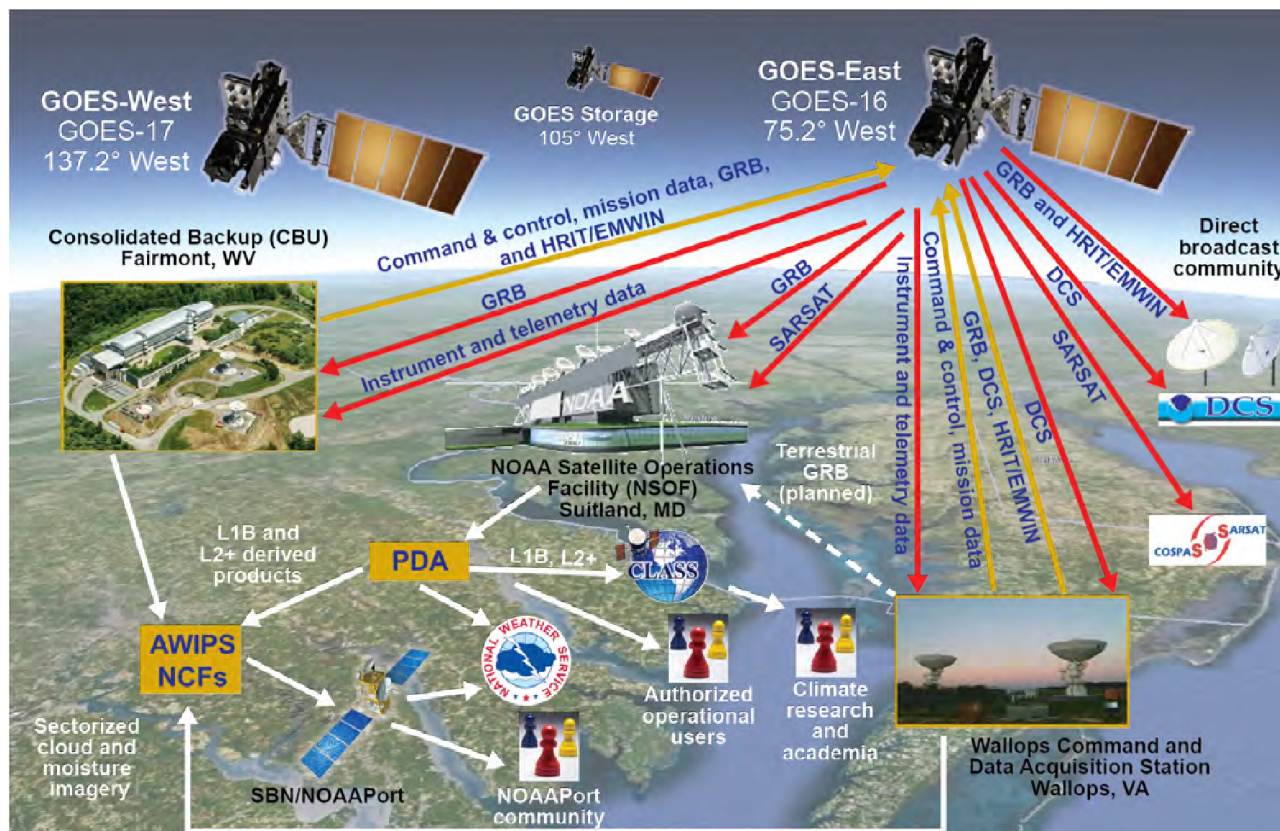 GOES-West
GOES-17
137.2° West
GOES Storage
105° West
GOES-East
GOES-16
75.2° West
Consolidated Backup (CBU)
Fairmont, WV
Command & control, mission data, GRB,
and HRIT/EMWIN
GRB
Instrument and telemetry data
GRB
SARSAT
Instrument and telemetry data
Command & control, mission data
GRB, DCS, HRIT/EMWIN
DCS
SARSAT
DCS
GRB and HRIT/EMWIN
Direct
broadcast
community
DCS
COSPAS SARSAT
NOAA
NOAA Satellite Operations
Facility (NSOF)
Suitland, MD
Terrestrial
GRB
(planned)
L1B and
L2+ derived
products
PDA
L1B, L2+
CLASS
AWIPS
NCFs
NATIONAL WEATHER SERVICE
Authorized
operational
users
Climate
research
and
academia
Sectorized
cloud and
moisture
imagery
SBN/NOAAPort
NOAAPort
community
Wallops Command and
Data Acquisition Station
Wallops, VA